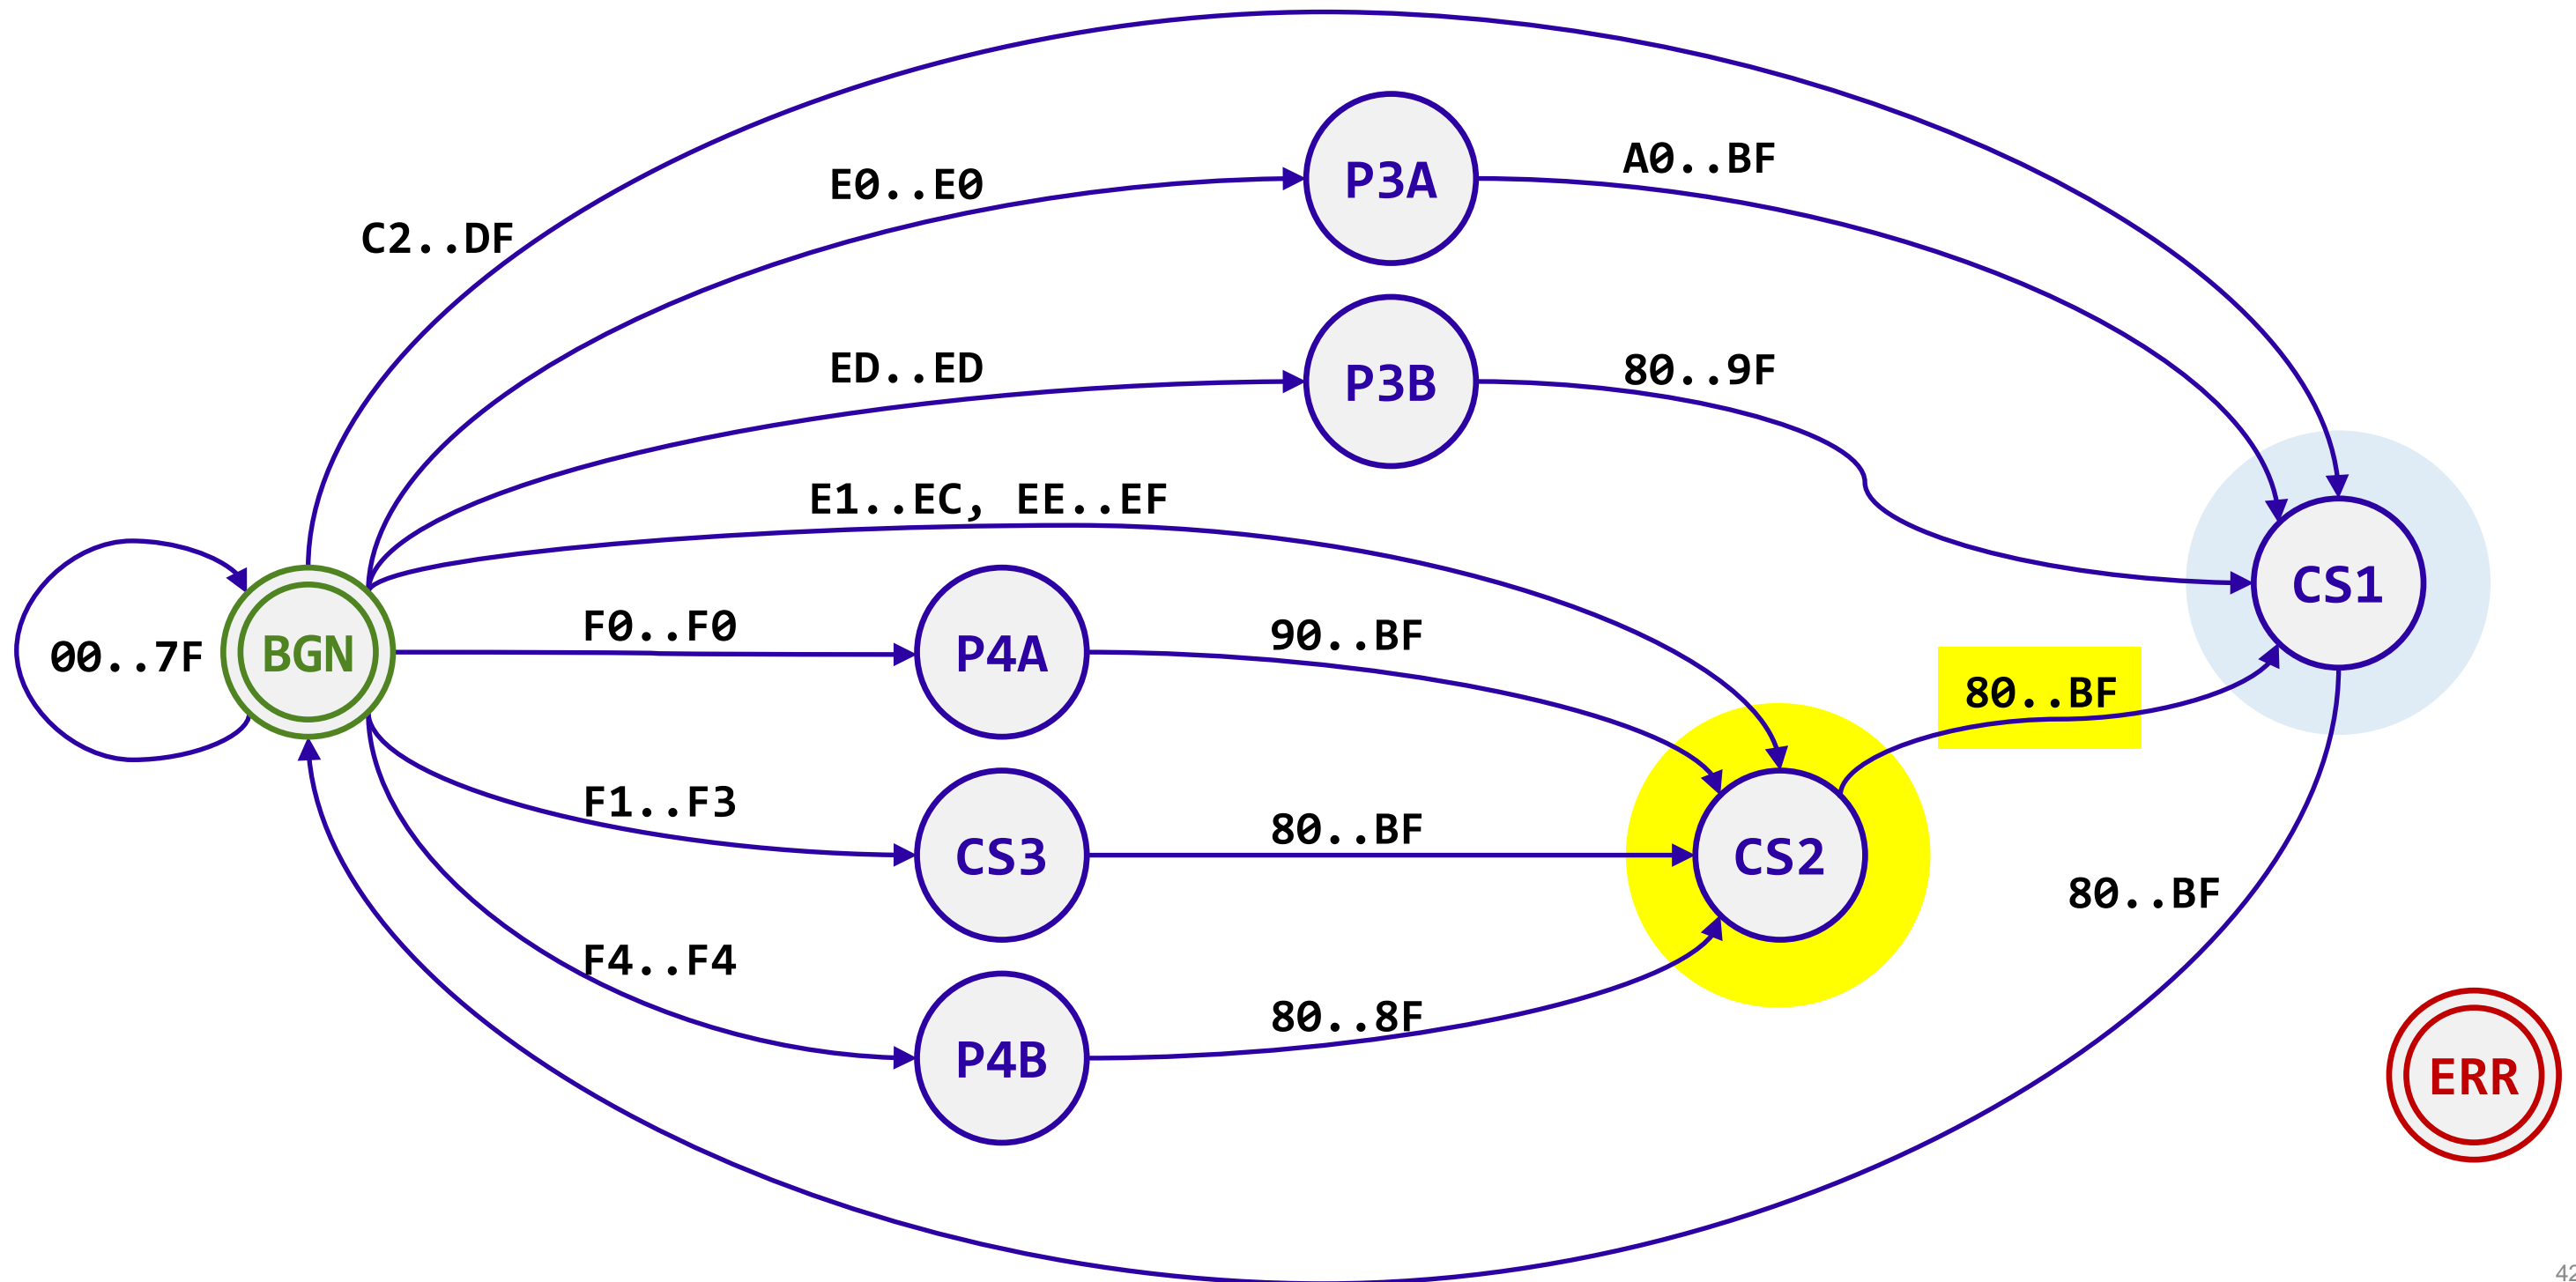 A0..BF
P3A
E0..E0
C2..DF
ED..ED
P3B
80..9F
E1..EC, EE..EF
CS1
F0..F0
90..BF
00..7F
BGN
P4A
80..BF
F1..F3
80..BF
CS3
CS2
80..BF
F4..F4
80..8F
P4B
ERR
42